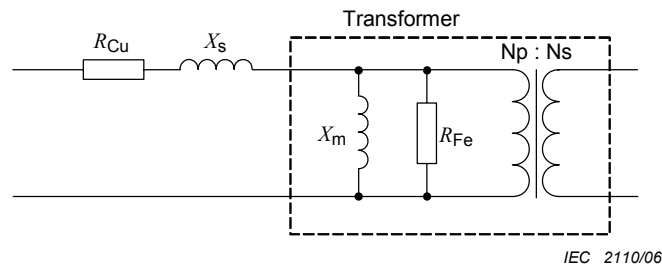 Transformer
RCu
Xs
Np : Ns
Xm
RFe
IEC 2110/06